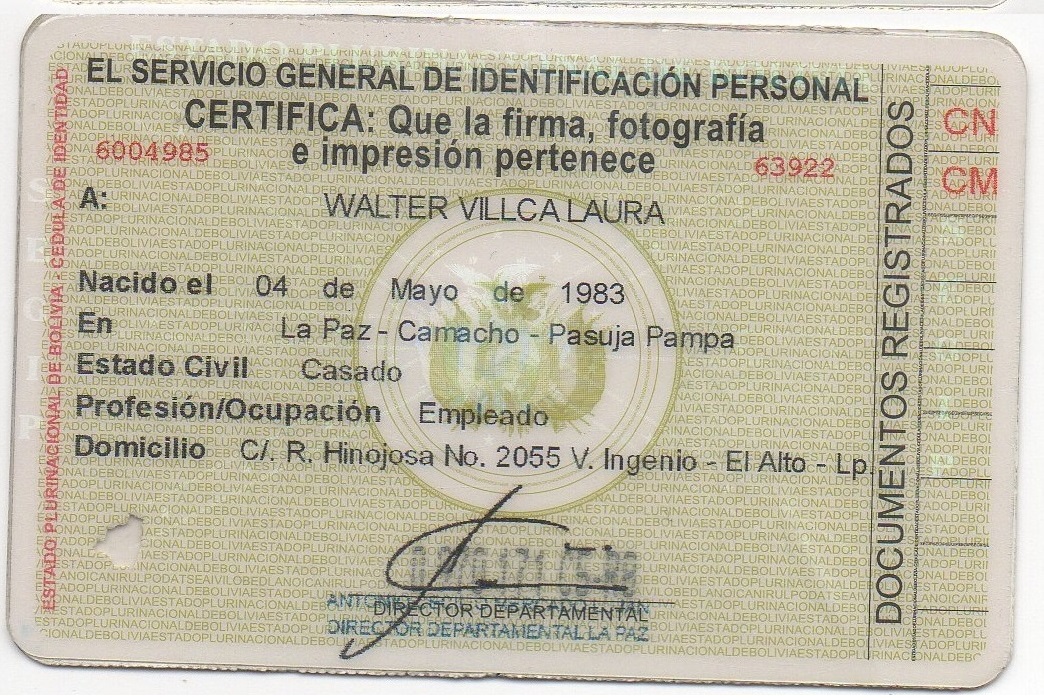 EL SERVICIO GENERAL DE IDENTIFICACIÓN PERSONAL
CERTIFICA: Que la firma, fotografía
6004985 e impresión pertenece 63922
A: WALTER VILLCA LAURA
Nacido el 04 de Mayo de 1983
En La Paz - Camacho - Pasuja Pampa
Estado Civil Casado
Profesión/Ocupación Empleado
Domicilio C/. R. Hinojosa No. 2055 V. Ingenio - El Alto - Lp.
DIRECTOR DEPARTAMENTAL
DIRECTOR DEPARTAMENTAL LA PAZ
ESTADO PLURINACIONAL DE BOLIVIA - CEDULA DE IDENTIDAD
DOCUMENTOS REGISTRADOS
CN
CM